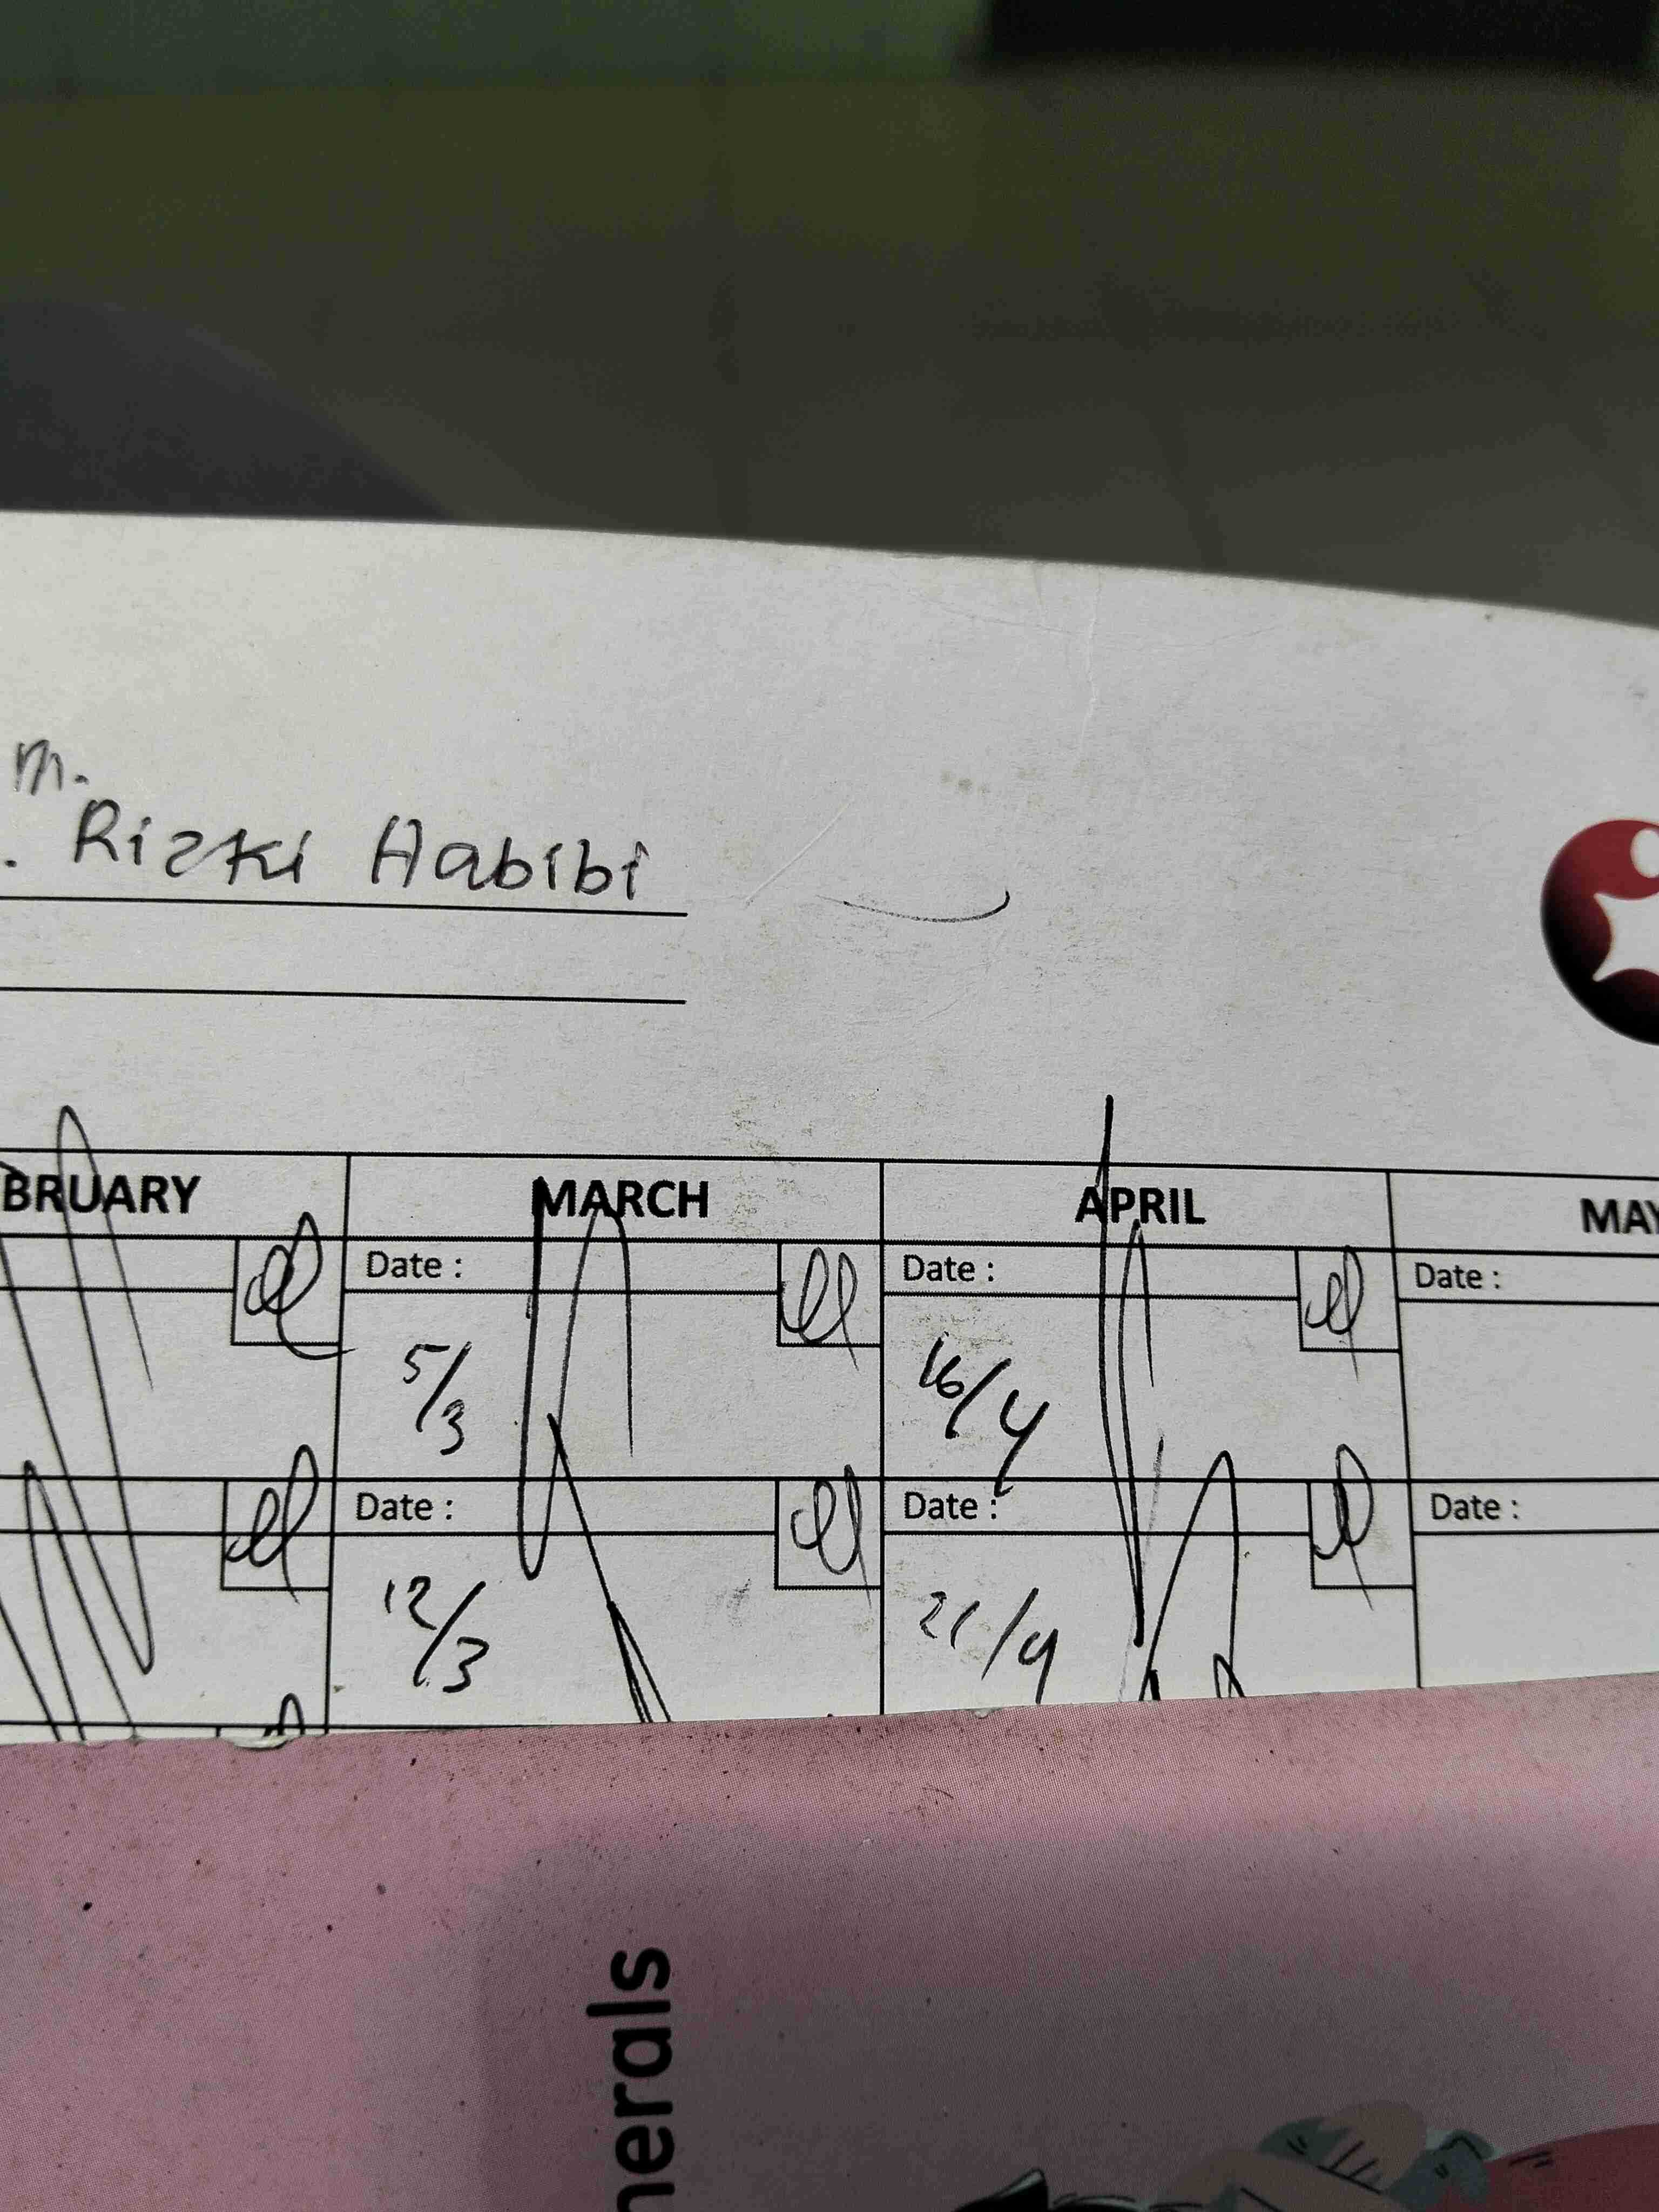 m.
. Rizki Habibi
BRUARY MARCH APRIL MAY
Date : Date : Date :
5/3 16/4
Date : Date : Date :
12/3 21/4
nerals